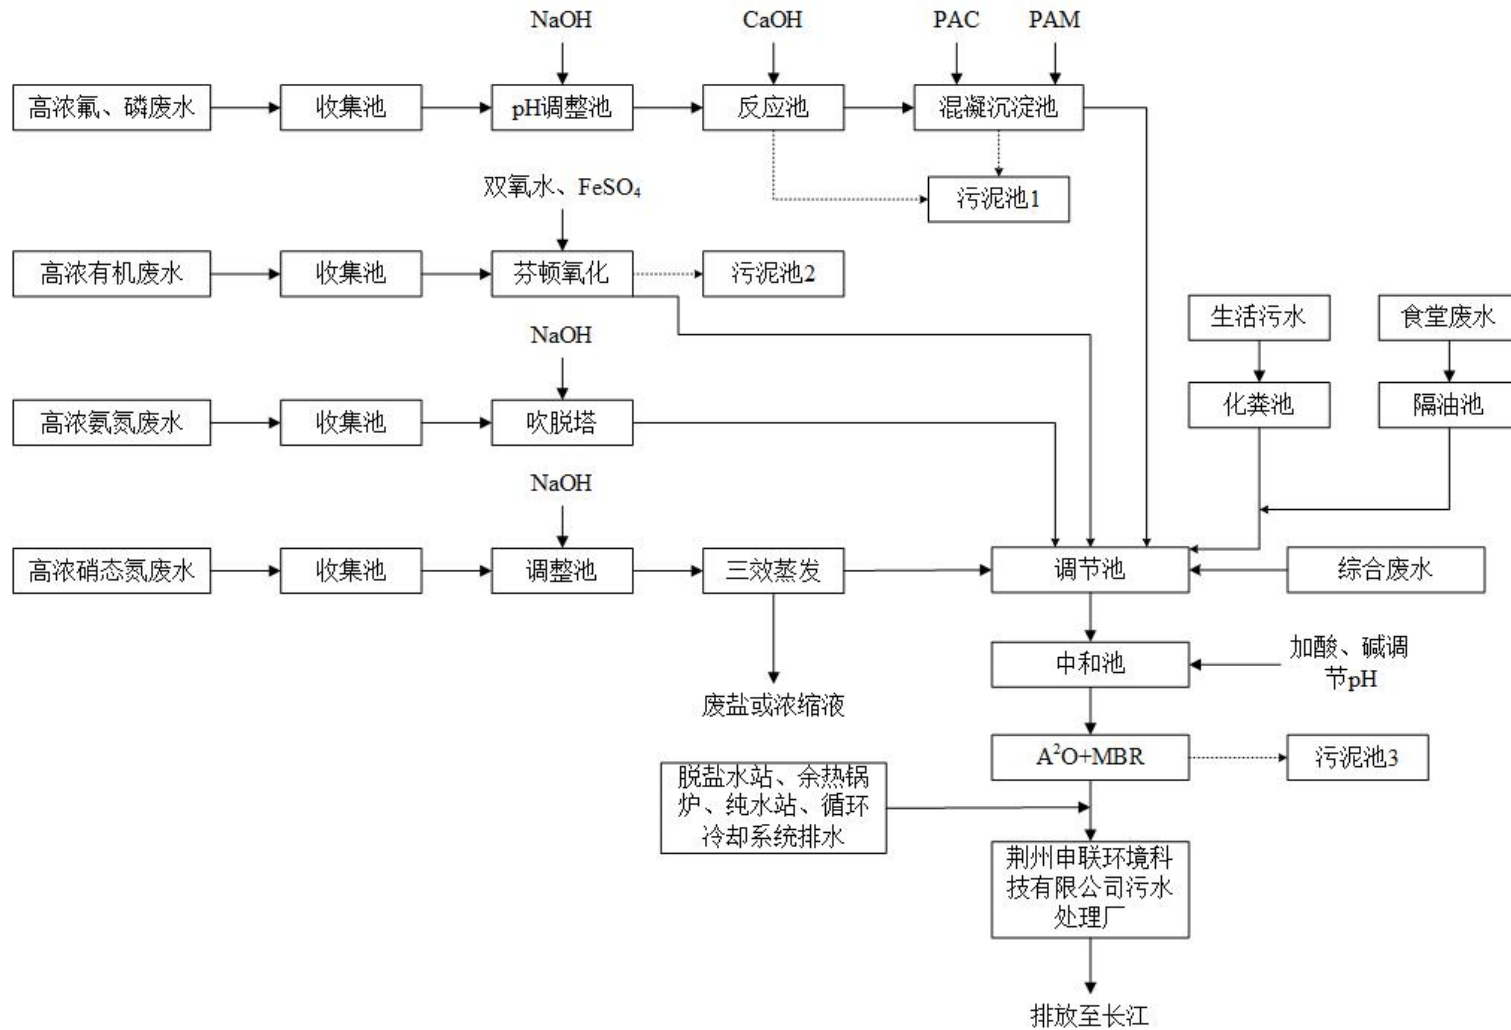 NaOH
CaOH
PAC
PAM
高浓氟、磷废水
收集池
pH调整池
反应池
混凝沉淀池
污泥池1
双氧水、FeSO₄
高浓有机废水
收集池
芬顿氧化
污泥池2
生活污水
食堂废水
NaOH
化粪池
隔油池
高浓氨氮废水
收集池
吹脱塔
NaOH
高浓硝态氮废水
收集池
调整池
三效蒸发
调节池
综合废水
中和池
加酸、碱调
节pH
废盐或浓缩液
A²O+MBR
污泥池3
脱盐水站、余热锅
炉、纯水站、循环
冷却系统排水
荆州申联环境科
技有限公司污水
处理厂
排放至长江